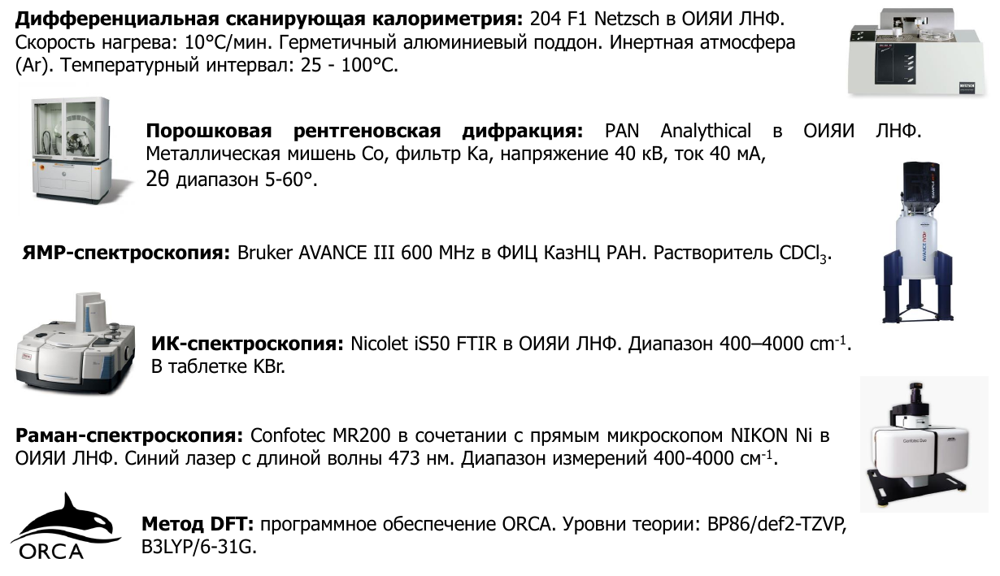 Дифференциальная сканирующая калориметрия: 204 F1 Netzsch в ОИЯИ ЛНФ.
Скорость нагрева: 10°C/мин. Герметичный алюминиевый поддон. Инертная атмосфера
(Ar). Температурный интервал: 25 - 100°C.
NETZSCH
Порошковая рентгеновская дифракция: PAN Analythical в ОИЯИ ЛНФ.
Металлическая мишень Co, фильтр Ka, напряжение 40 кВ, ток 40 мА,
2θ диапазон 5-60°.
ЯМР-спектроскопия: Bruker AVANCE III 600 MHz в ФИЦ КазНЦ РАН. Растворитель CDCl₃.
ИК-спектроскопия: Nicolet iS50 FTIR в ОИЯИ ЛНФ. Диапазон 400–4000 cm⁻¹.
В таблетке KBr.
Раман-спектроскопия: Confotec MR200 в сочетании с прямым микроскопом NIKON Ni в
ОИЯИ ЛНФ. Синий лазер с длиной волны 473 нм. Диапазон измерений 400-4000 см⁻¹.
Confotec Duo
ORCA
Метод DFT: программное обеспечение ORCA. Уровни теории: BP86/def2-TZVP,
B3LYP/6-31G.